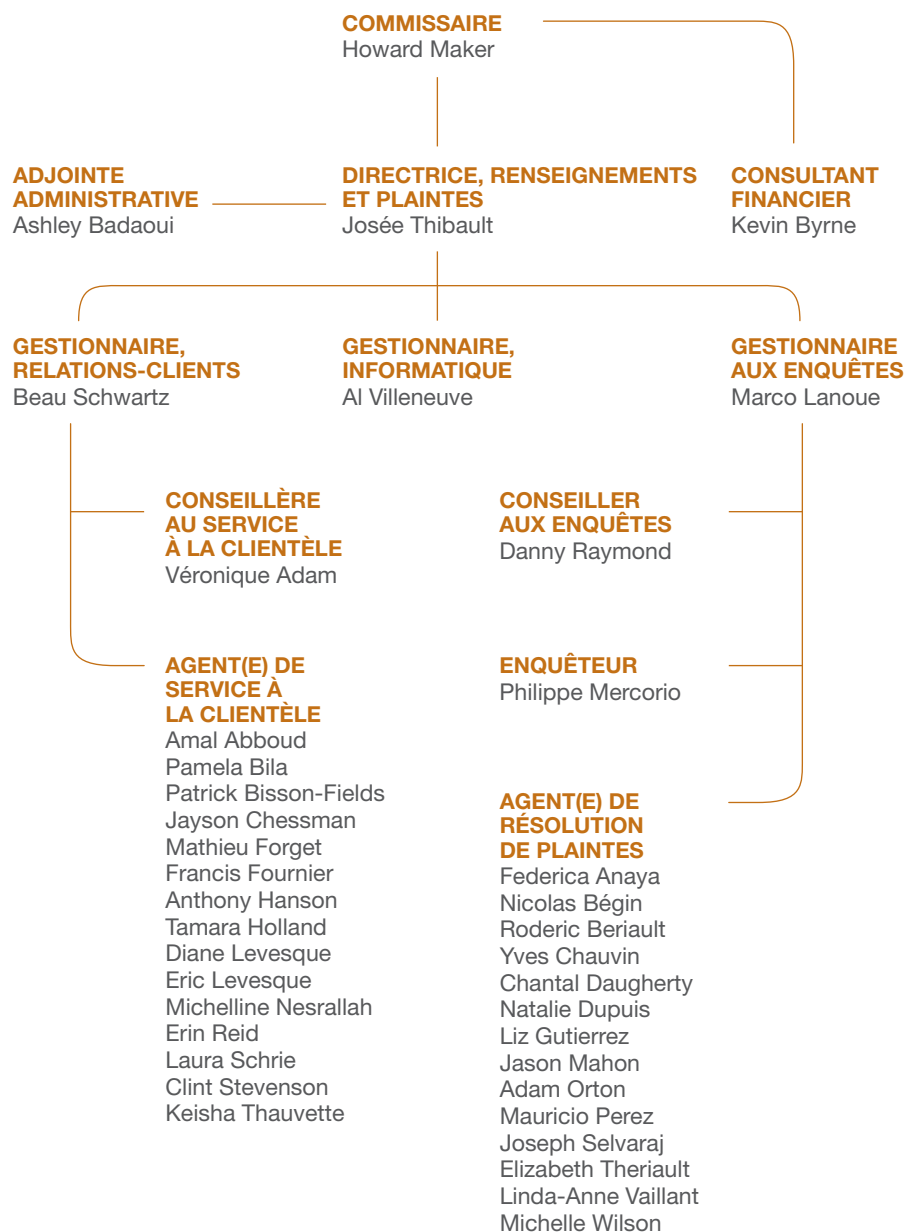 COMMISSAIRE
Howard Maker
ADJOINTE
ADMINISTRATIVE
Ashley Badaoui
DIRECTRICE, RENSEIGNEMENTS
ET PLAINTES
Josée Thibault
CONSULTANT
FINANCIER
Kevin Byrne
GESTIONNAIRE,
RELATIONS-CLIENTS
Beau Schwartz
GESTIONNAIRE,
INFORMATIQUE
Al Villeneuve
GESTIONNAIRE
AUX ENQUÊTES
Marco Lanoue
CONSEILLÈRE
AU SERVICE
À LA CLIENTÈLE
Véronique Adam
CONSEILLER
AUX ENQUÊTES
Danny Raymond
AGENT(E) DE
SERVICE À
LA CLIENTÈLE
Amal Abboud
Pamela Bila
Patrick Bisson-Fields
Jayson Chessman
Mathieu Forget
Francis Fournier
Anthony Hanson
Tamara Holland
Diane Levesque
Eric Levesque
Michelline Nesrallah
Erin Reid
Laura Schrie
Clint Stevenson
Keisha Thauvette
ENQUÊTEUR
Philippe Mercorio
AGENT(E) DE
RÉSOLUTION
DE PLAINTES
Federica Anaya
Nicolas Bégin
Roderic Beriault
Yves Chauvin
Chantal Daugherty
Natalie Dupuis
Liz Gutierrez
Jason Mahon
Adam Orton
Mauricio Perez
Joseph Selvaraj
Elizabeth Theriault
Linda-Anne Vaillant
Michelle Wilson